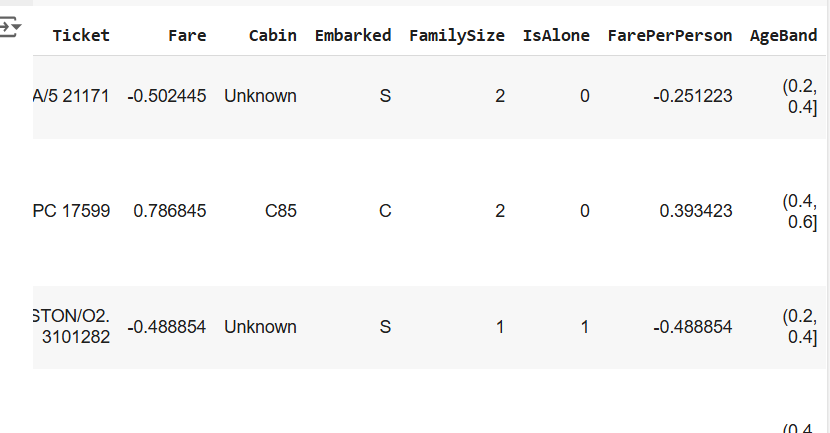 Ticket Fare Cabin Embarked FamilySize IsAlone FarePerPerson AgeBand
A/5 21171 -0.502445 Unknown S 2 0 -0.251223 (0.2,
0.4]
PC 17599 0.786845 C85 C 2 0 0.393423 (0.4,
0.6]
STON/O2.
3101282 -0.488854 Unknown S 1 1 -0.488854 (0.2,
0.4]
(0.4,